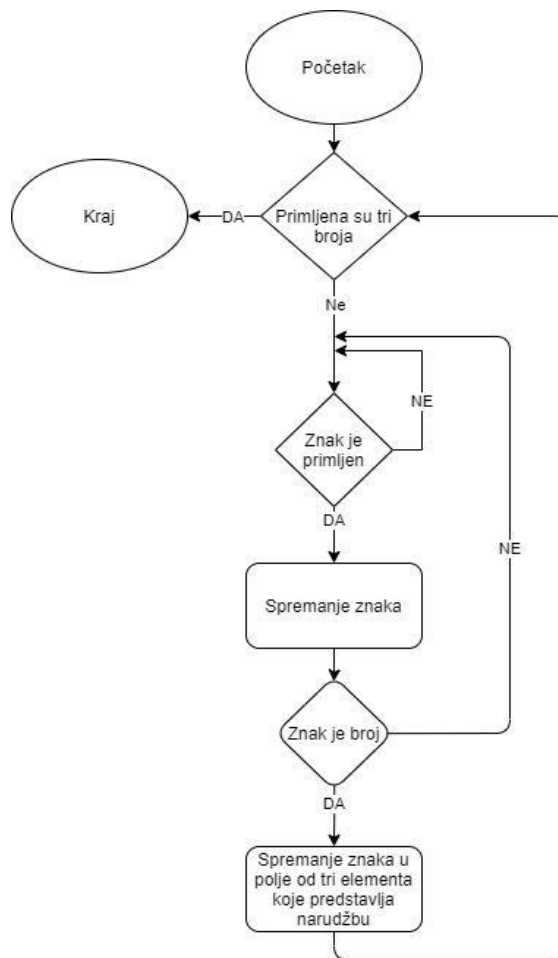 Početak
Kraj
DA
Primljena su tri
broja
Ne
NE
Znak je
primljen
DA
NE
Spremanje znaka
Znak je broj
DA
Spremanje znaka u
polje od tri elementa
koje predstavlja
narudžbu